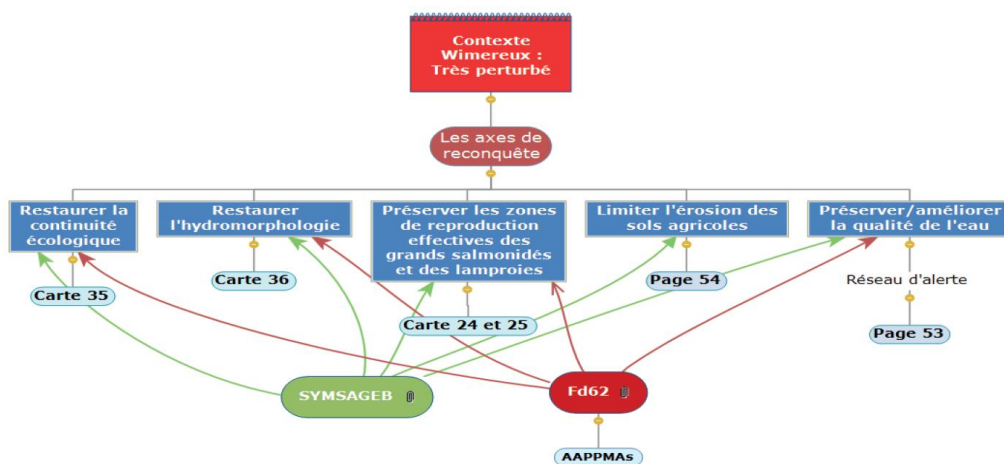 Contexte
Wimereux :
Très perturbé
Les axes de
reconquête
Restaurer la
continuité
écologique
Restaurer
l'hydromorphologie
Préserver les zones
de reproduction
effectives des
grands salmonidés
et des lamproies
Limiter l'érosion des
sols agricoles
Préserver/améliorer
la qualité de l'eau
Carte 35
Carte 36
Carte 24 et 25
Page 54
Réseau d'alerte
Page 53
SYMSAGEB
Fd62
AAPPMAs